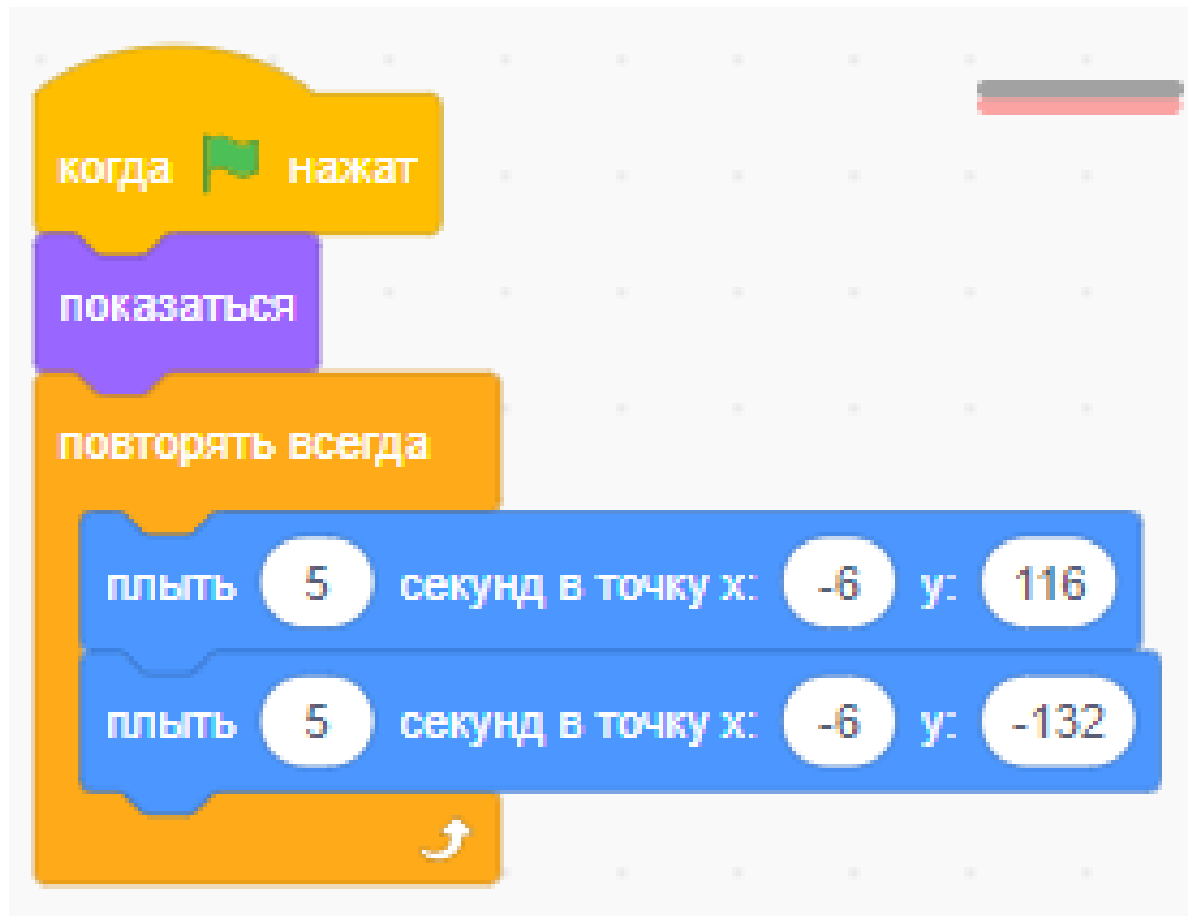 когда нажат
показаться
повторять всегда
плыть 5 секунд в точку x: -6 y: 116
плыть 5 секунд в точку x: -6 y: -132